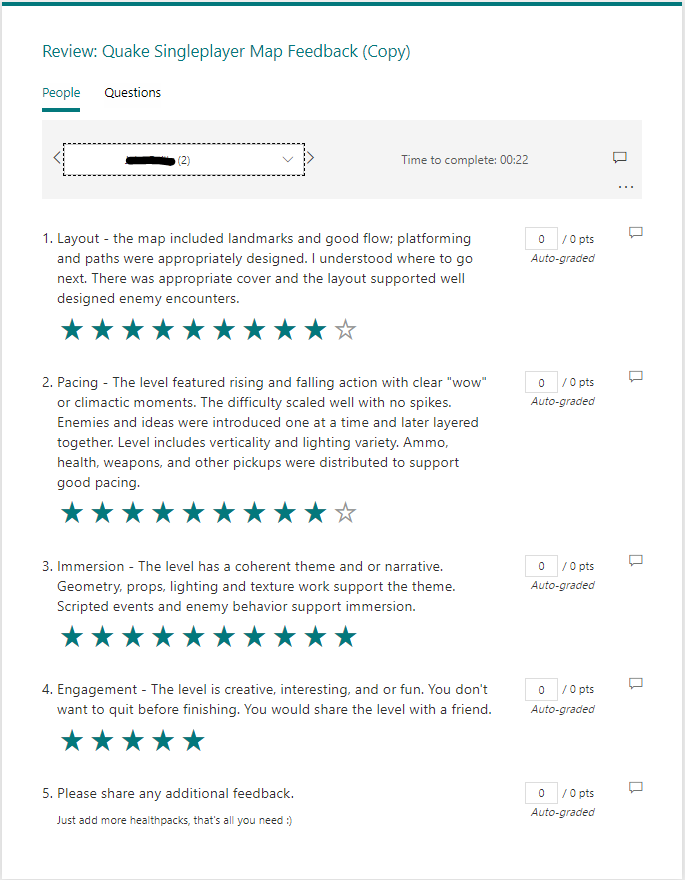 Review: Quake Singleplayer Map Feedback (Copy)
People Questions
(2)
Time to complete: 00:22
1. Layout - the map included landmarks and good flow; platforming
and paths were appropriately designed. I understood where to go
next. There was appropriate cover and the layout supported well
designed enemy encounters.
0 / 0 pts
Auto-graded
2. Pacing - The level featured rising and falling action with clear "wow"
or climactic moments. The difficulty scaled well with no spikes.
Enemies and ideas were introduced one at a time and later layered
together. Level includes verticality and lighting variety. Ammo,
health, weapons, and other pickups were distributed to support
good pacing.
0 / 0 pts
Auto-graded
3. Immersion - The level has a coherent theme and or narrative.
Geometry, props, lighting and texture work support the theme.
Scripted events and enemy behavior support immersion.
0 / 0 pts
Auto-graded
4. Engagement - The level is creative, interesting, and or fun. You don't
want to quit before finishing. You would share the level with a friend.
0 / 0 pts
Auto-graded
5. Please share any additional feedback.
Just add more healthpacks, that's all you need :)
0 / 0 pts
Auto-graded